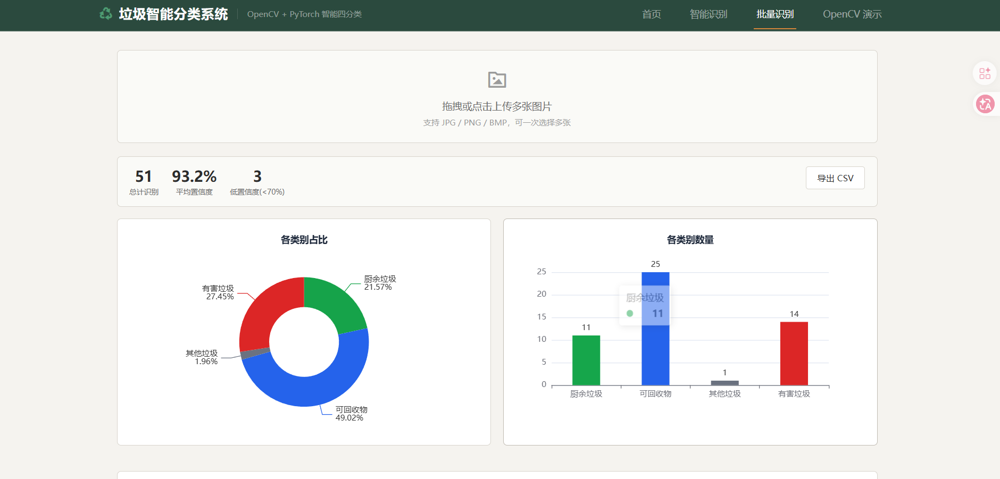 垃圾智能分类系统
OpenCV + PyTorch 智能四分类
首页
智能识别
批量识别
OpenCV 演示
拖拽或点击上传多张图片
支持 JPG / PNG / BMP，可一次选择多张
51
总计识别
93.2%
平均置信度
3
低置信度(<70%)
导出 CSV
各类别占比
厨余垃圾
21.57%
有害垃圾
27.45%
其他垃圾
1.96%
可回收物
49.02%
各类别数量
25
20
15
10
5
0
11
25
1
14
厨余垃圾
11
厨余垃圾
可回收物
其他垃圾
有害垃圾